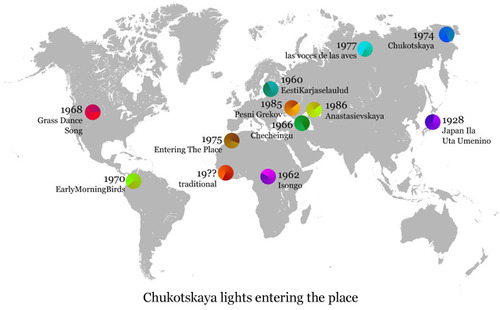 1974
Chukotskaya
1977
las voces de las aves
1960
EestiKarjaselaulud
1968
Grass Dance
Song
1985
Pesni Grekov
1986
Anastasievskaya
1966
Checheingu
1928
Japan Ila
Uta Umenino
1975
Entering The Place
1970
EarlyMorningBirds
19??
traditional
1962
Isongo
Chukotskaya lights entering the place